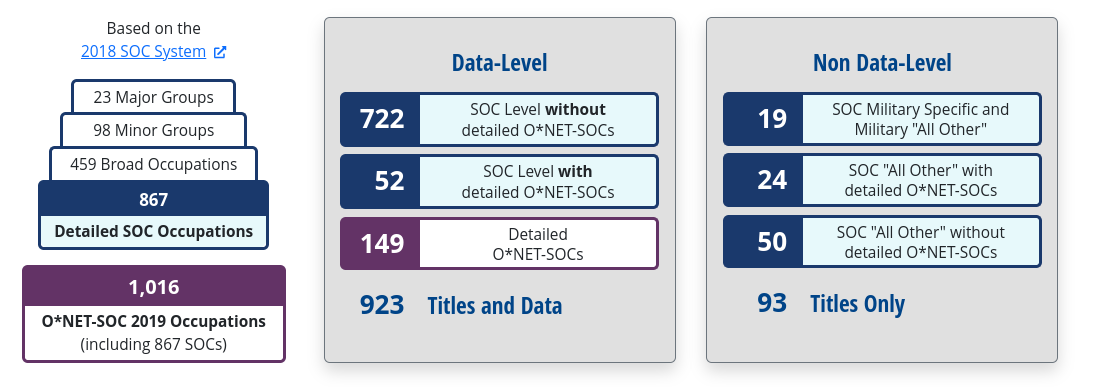 Based on the
2018 SOC System
23 Major Groups
98 Minor Groups
459 Broad Occupations
867
Detailed SOC Occupations
1,016
O*NET-SOC 2019 Occupations
(including 867 SOCs)
Data-Level
722
SOC Level without
detailed O*NET-SOCs
52
SOC Level with
detailed O*NET-SOCs
149
Detailed
O*NET-SOCs
923 Titles and Data
Non Data-Level
19
SOC Military Specific and
Military "All Other"
24
SOC "All Other" with
detailed O*NET-SOCs
50
SOC "All Other" without
detailed O*NET-SOCs
93 Titles Only